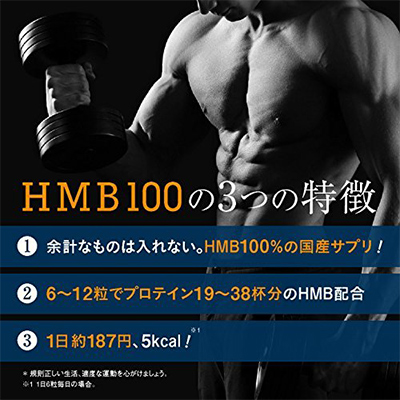 HMB100の3つの特徴
1 余計なものは入れない。HMB100%の国産サプリ!
2 6〜12粒でプロテイン19〜38杯分のHMB配合
3 1日約187円、5kcal!※1
* 規則正しい生活、適度な運動を心がけましょう。
※1 1日6粒毎日の場合。